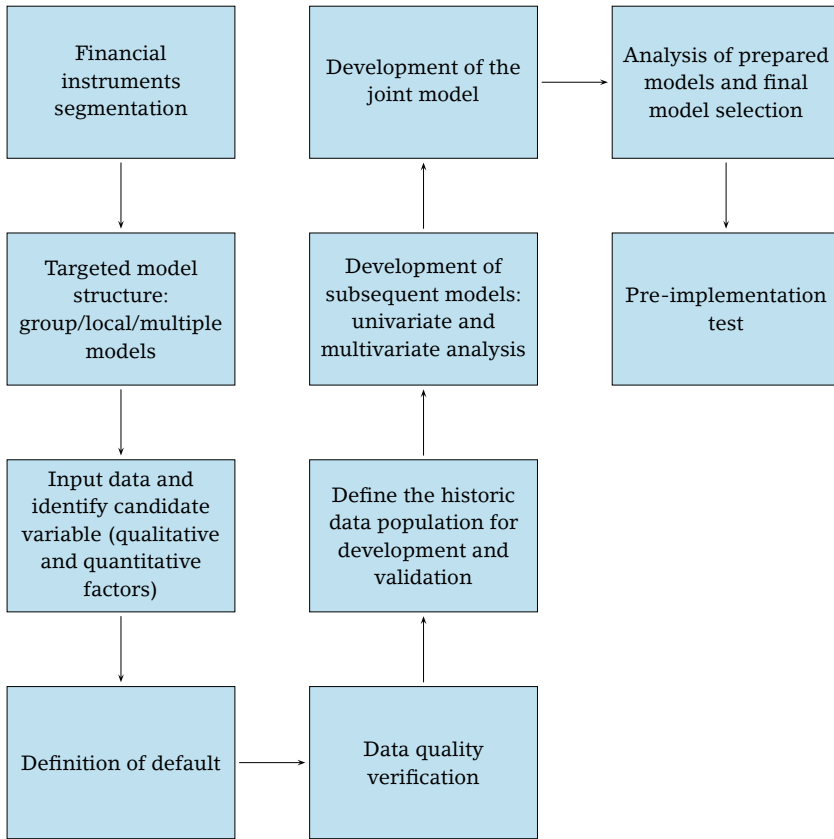 Financial
instruments
segmentation
Targeted model
structure:
group/local/multiple
models
Input data and
identify candidate
variable (qualitative
and quantitative
factors)
Definition of default
Data quality
verification
Define the historic
data population for
development and
validation
Development of
subsequent models:
univariate and
multivariate analysis
Development of the
joint model
Analysis of prepared
models and final
model selection
Pre-implementation
test